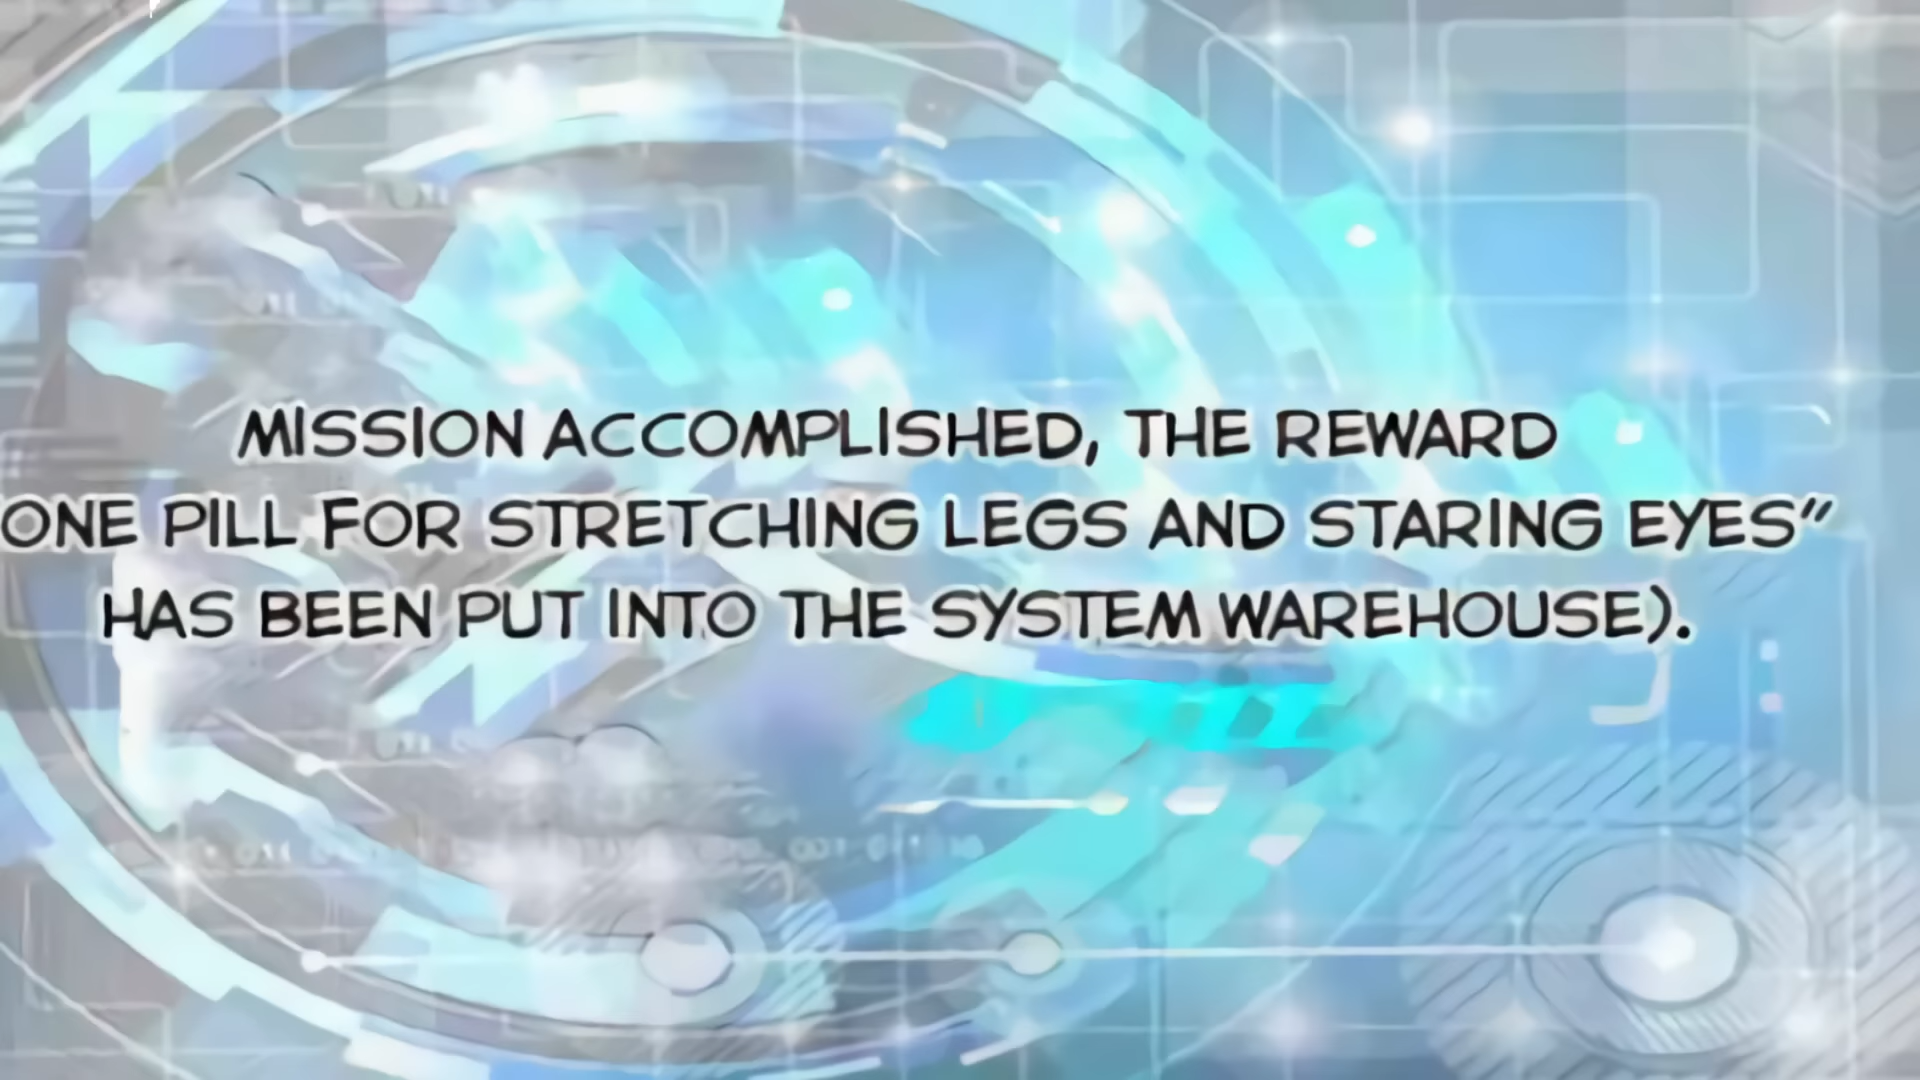 MISSION ACCOMPLISHED, THE REWARD
ONE PILL FOR STRETCHING LEGS AND STARING EYES"
HAS BEEN PUT INTO THE SYSTEM WAREHOUSE).